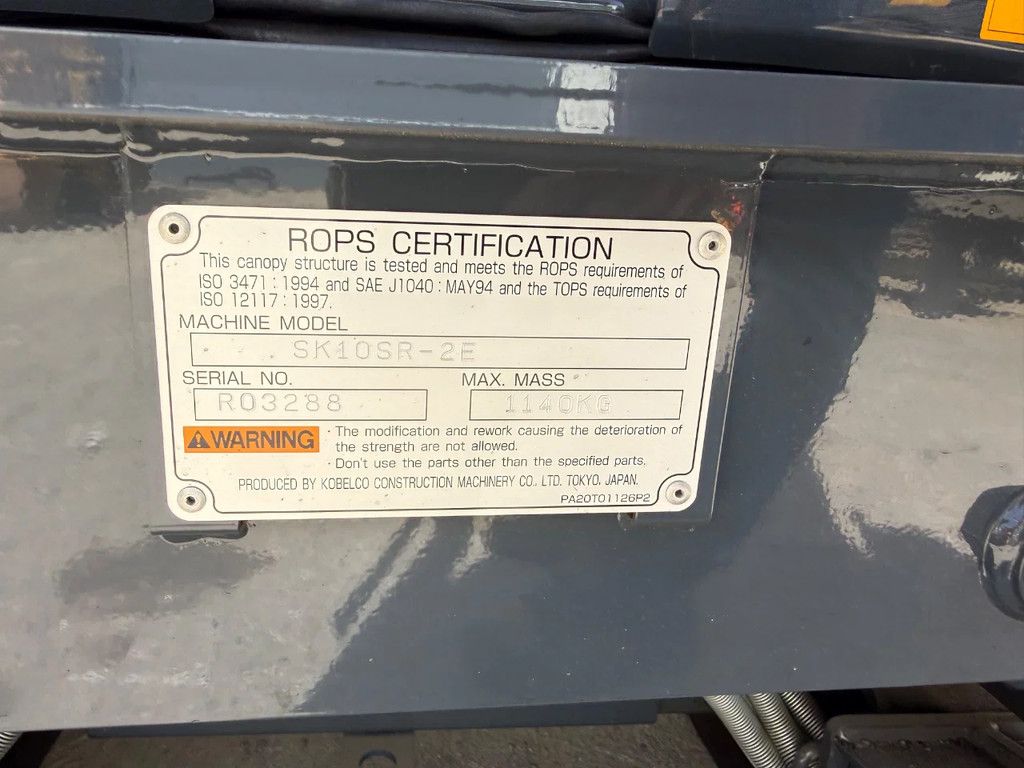 ROPS CERTIFICATION
This canopy structure is tested and meets the ROPS requirements of
ISO 3471 : 1994 and SAE J1040 : MAY94 and the TOPS requirements of
ISO 12117 : 1997.
MACHINE MODEL
SK10SR-2E
SERIAL NO. MAX. MASS
R03288 1140KG
WARNING · The modification and rework causing the deterioration of
the strength are not allowed.
· Don't use the parts other than the specified parts.
PRODUCED BY KOBELCO CONSTRUCTION MACHINERY CO., LTD. TOKYO, JAPAN.
PA20T01126P2